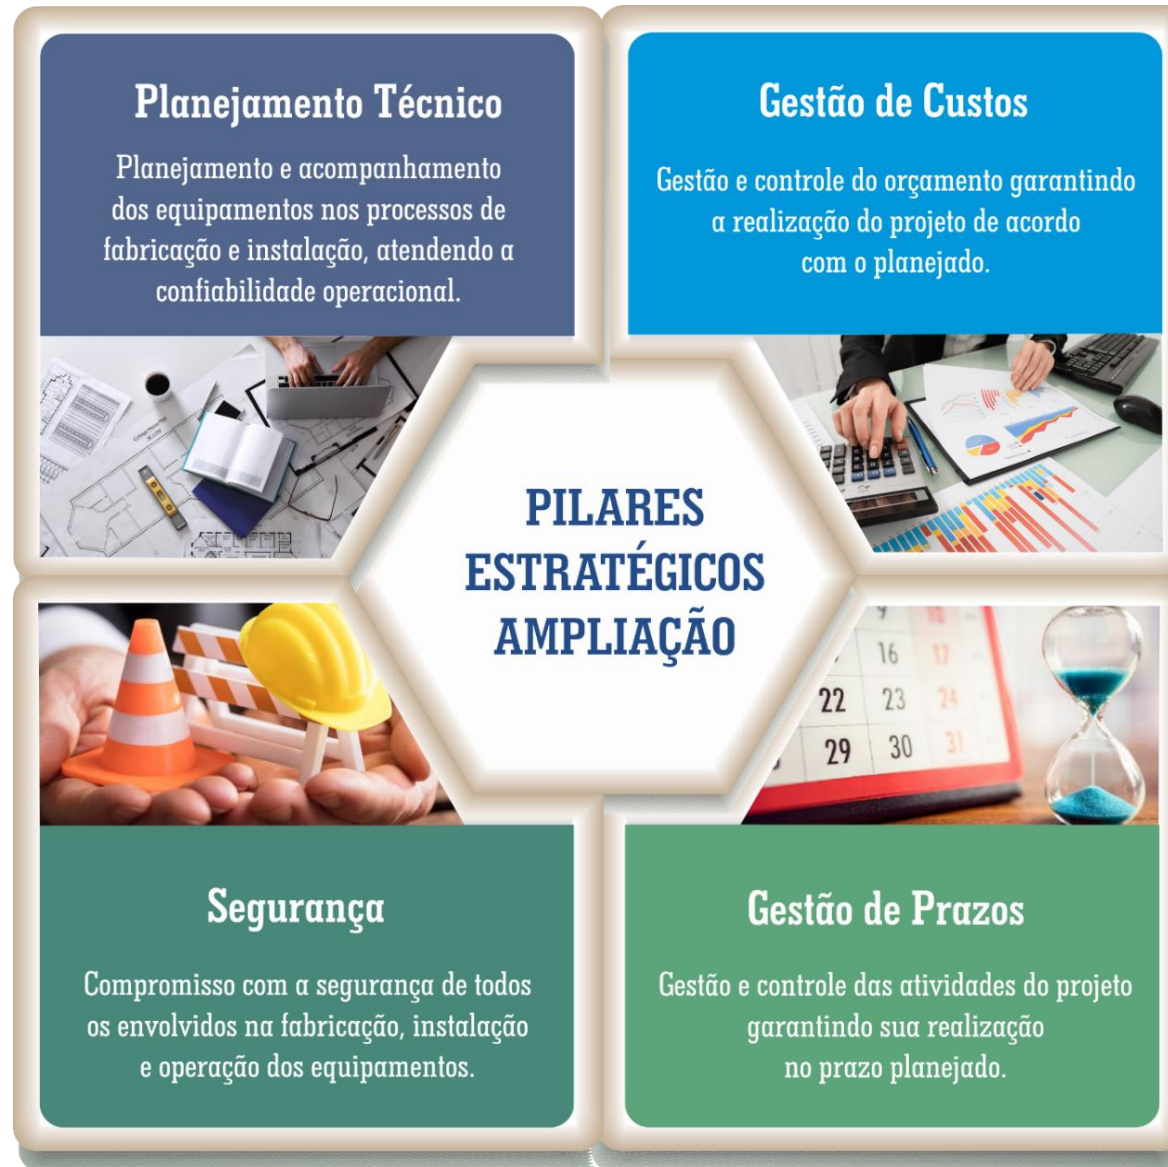 Planejamento Técnico
Planejamento e acompanhamento
dos equipamentos nos processos de
fabricação e instalação, atendendo a
confiabilidade operacional.
Gestão de Custos
Gestão e controle do orçamento garantindo
a realização do projeto de acordo
com o planejado.
PILARES
ESTRATÉGICOS
AMPLIAÇÃO
9
16 17
22 23 24
29 30 31
Segurança
Compromisso com a segurança de todos
os envolvidos na fabricação, instalação
e operação dos equipamentos.
Gestão de Prazos
Gestão e controle das atividades do projeto
garantindo sua realização
no prazo planejado.